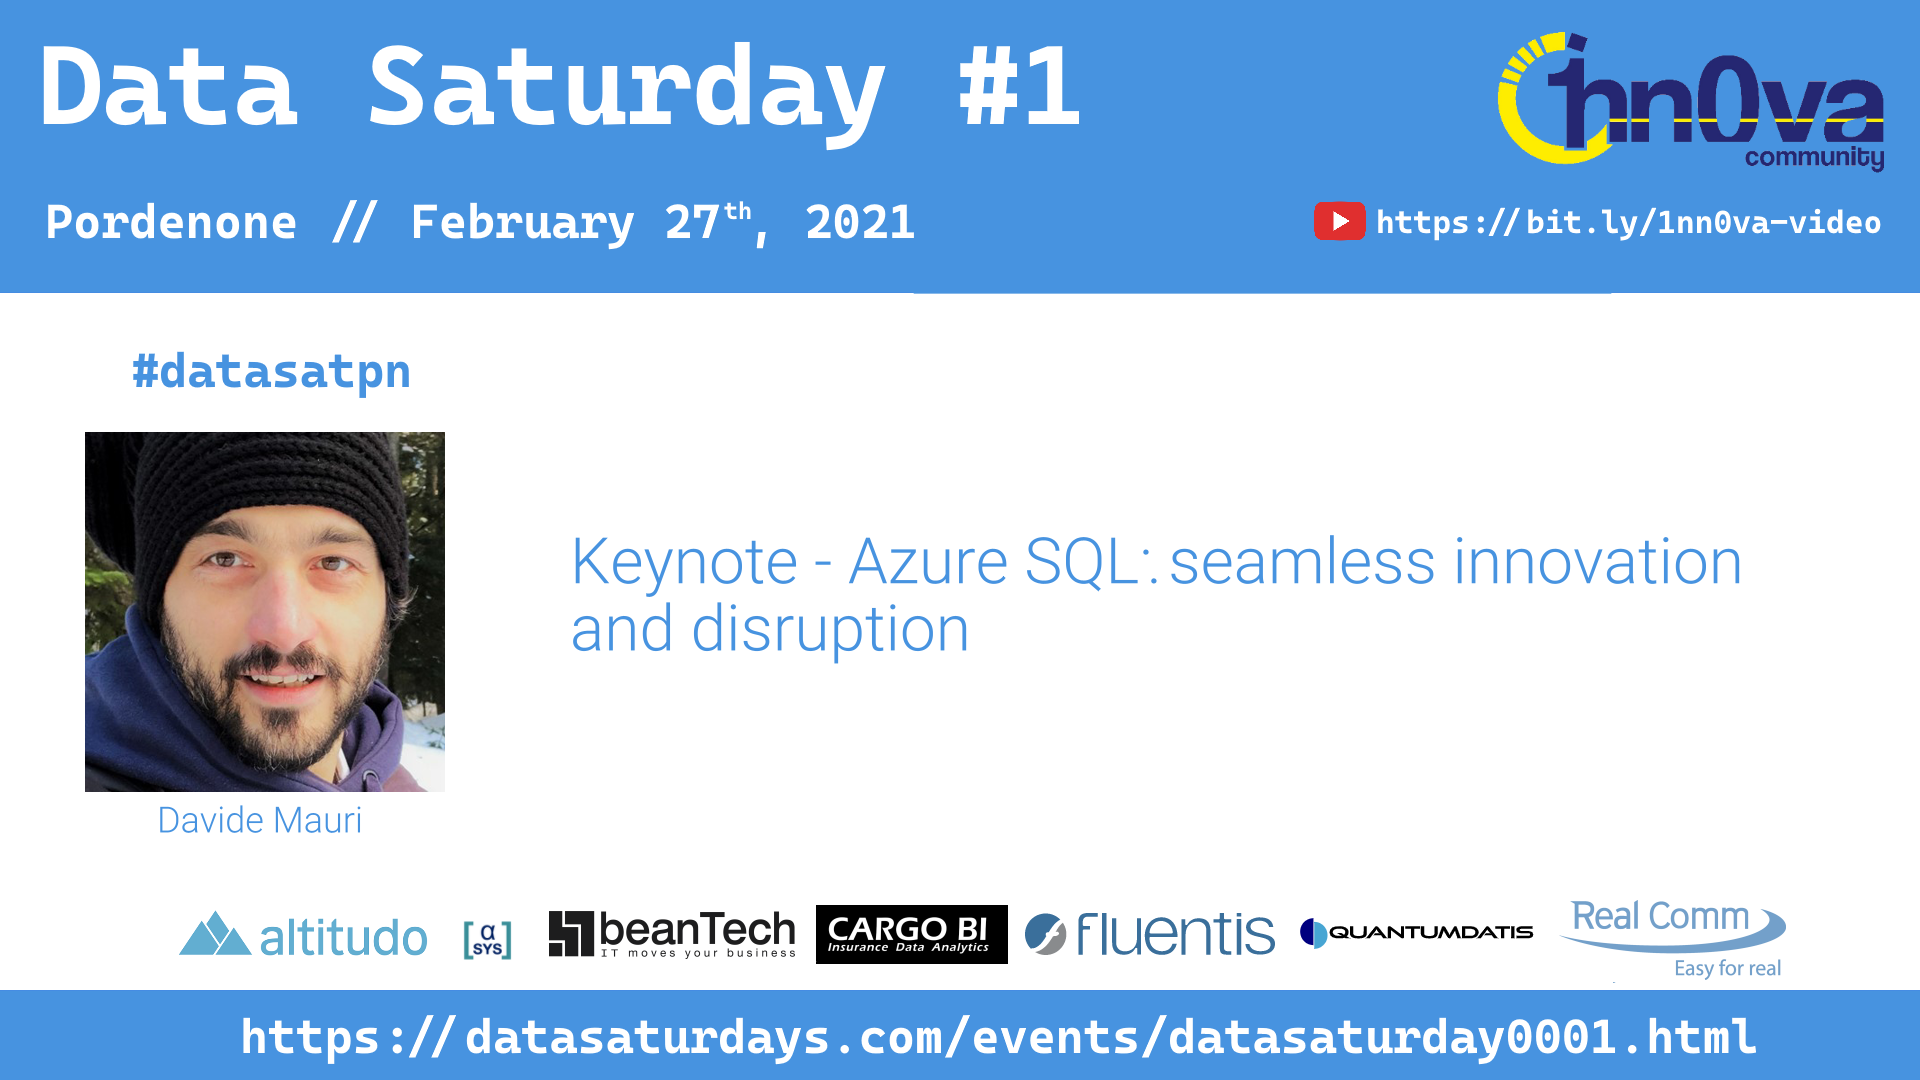 Data Saturday #1
1nn0va
community
Pordenone // February 27th, 2021
https://bit.ly/1nn0va-video
#datasatpn
Keynote - Azure SQL: seamless innovation
and disruption
Davide Mauri
altitudo
[α
SYS]
beanTech
IT moves your business
CARGO BI
Insurance Data Analytics
fluentis
QUANTUMDATIS
Real Comm
Easy for real
https://datasaturdays.com/events/datasaturday0001.html